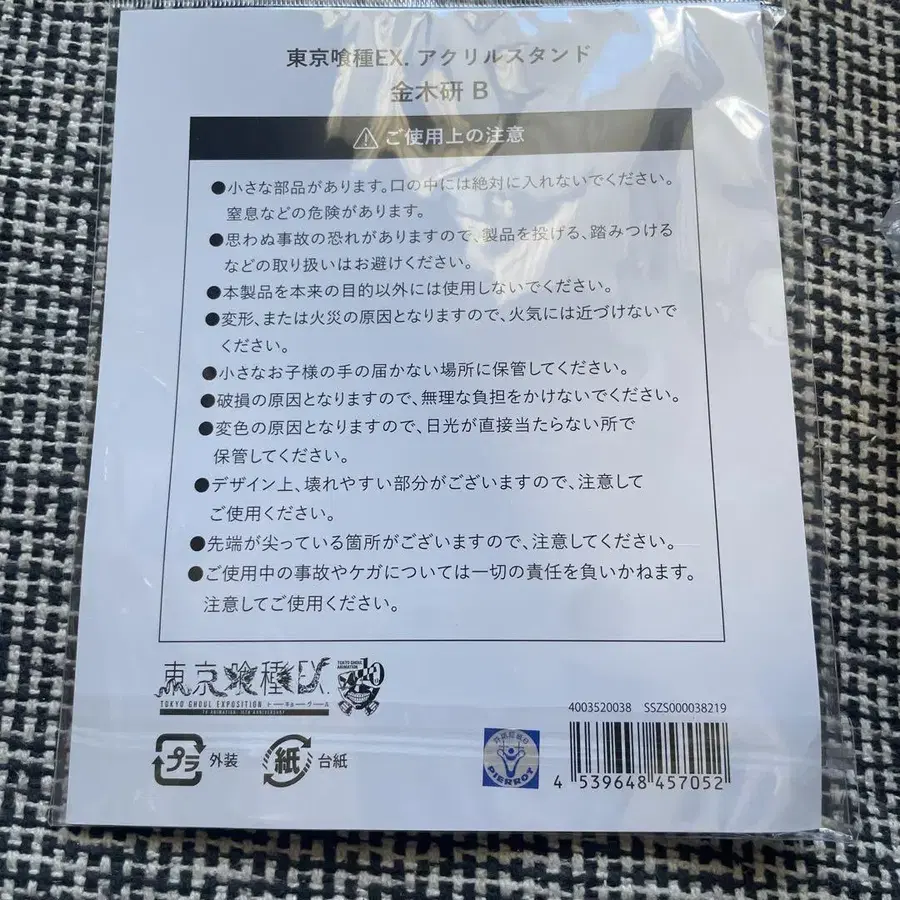 東京喰種EX. アクリルスタンド
金木研 B
ご使用上の注意
●小さな部品があります。口の中には絶対に入れないでください。
窒息などの危険があります。
●思わぬ事故の恐れがありますので、製品を投げる、踏みつける
などの取り扱いはお避けください。
●本製品を本来の目的以外には使用しないでください。
●変形、または火災の原因となりますので、火気には近づけないで
ください。
●小さなお子様の手の届かない場所に保管してください。
●破損の原因となりますので、無理な負担をかけないでください。
●変色の原因となりますので、日光が直接当たらない所で
保管してください。
●デザイン上、壊れやすい部分がございますので、注意して
ご使用ください。
●先端が尖っている箇所がございますので、注意してください。
●ご使用中の事故やケガについては一切の責任を負いかねます。
注意してご使用ください。
東京喰種EX.
TOKYO GHOUL EXPOSITION トーキョーグール
TV ANIMATION 10TH ANNIVERSARY
TOKYO GHOUL
ANIMATION
10
4003520038 SSZS000038219
プラ 外装
紙 台紙
PIERROT
4 539648 457052